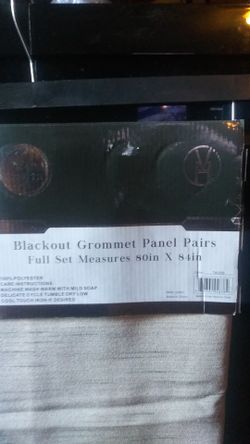 Blackout Grommet Panel Pairs
Full Set Measures 80in X 84in
100% POLYESTER
CARE INSTRUCTIONS:
MACHINE WASH WARM WITH MILD SOAP
DELICATE CYCLE TUMBLE DRY LOW
COOL TOUCH IRON IF DESIRED